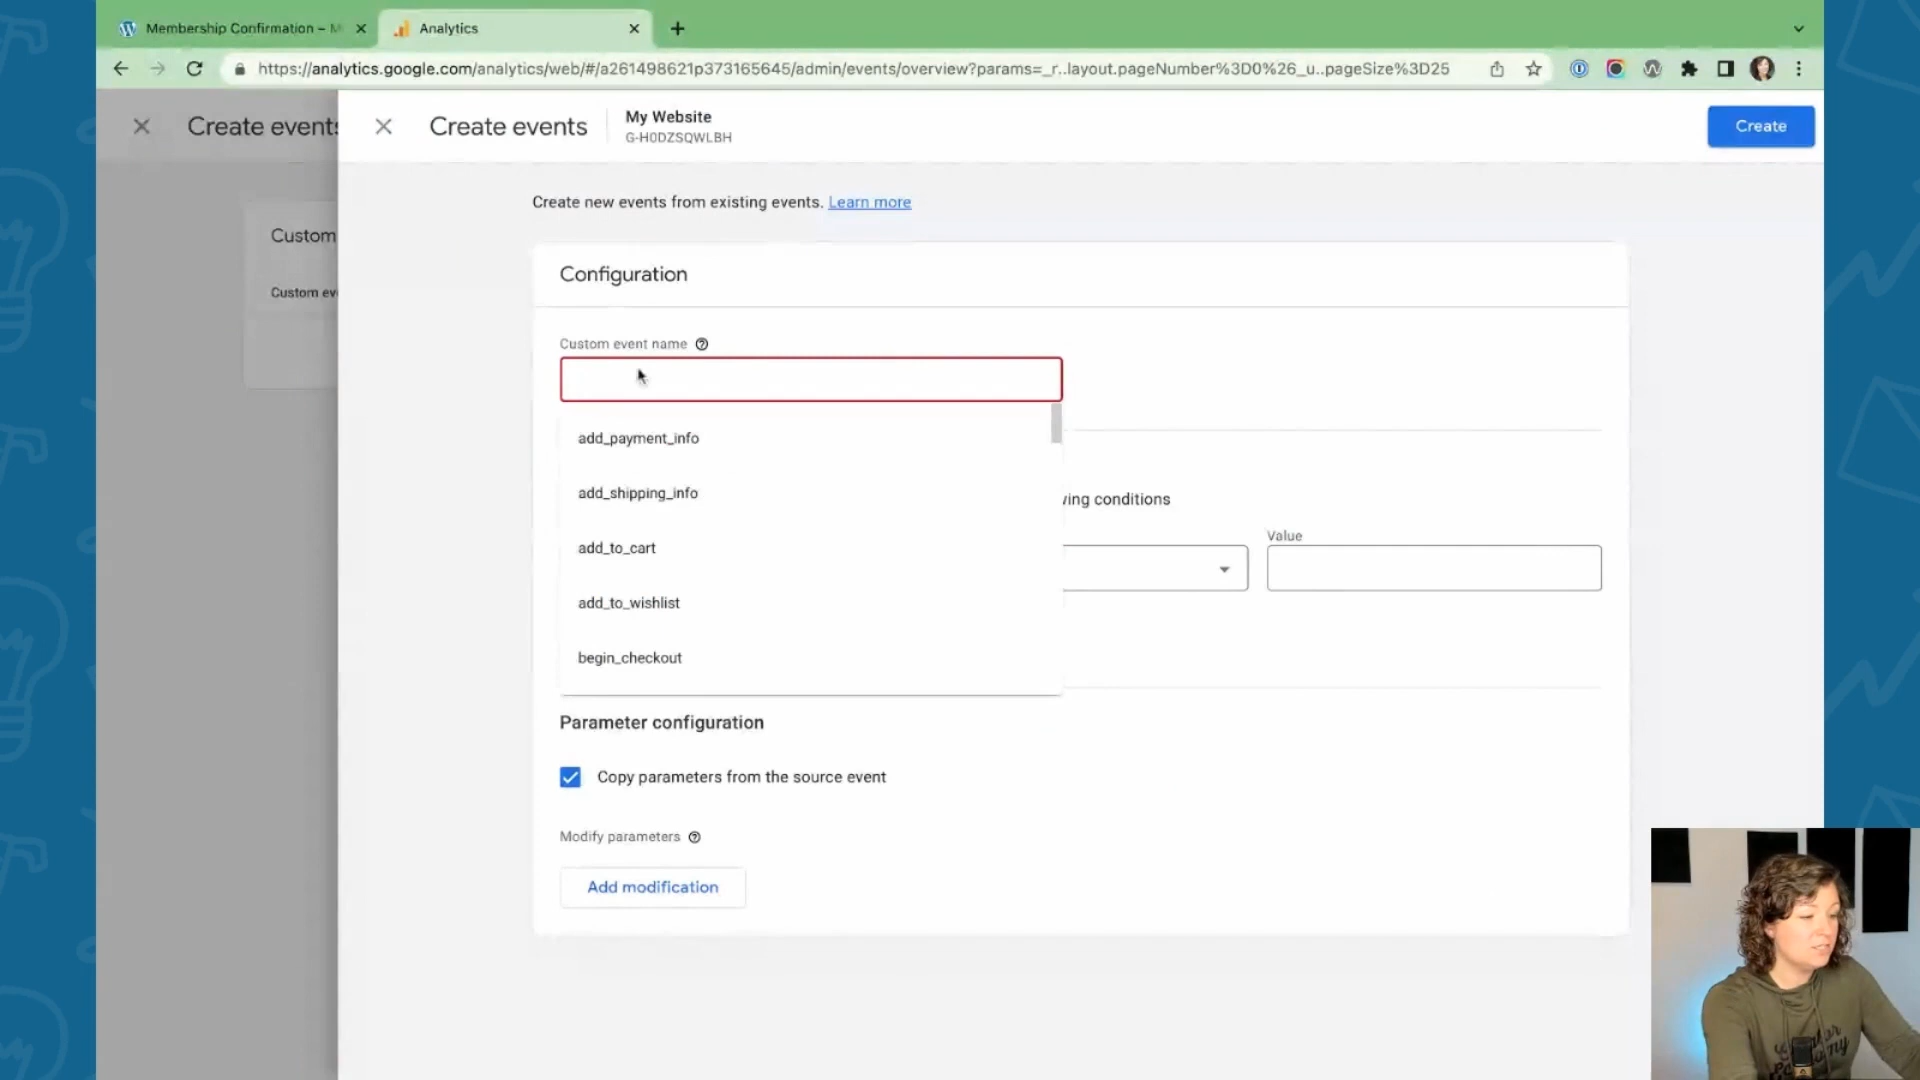 Membership Confirmation – M
Analytics
https://analytics.google.com/analytics/web/#/a261498621p373165645/admin/events/overview?params=_r..layout.pageNumber%3D0%26_u..pageSize%3D25
Create events
Create events
My Website
G-H0DZSQWLBH
Create
Create new events from existing events. Learn more
Custom
Custom ev
Configuration
Custom event name
add_payment_info
add_shipping_info
add_to_cart
add_to_wishlist
begin_checkout
ving conditions
Value
Parameter configuration
Copy parameters from the source event
Modify parameters
Add modification